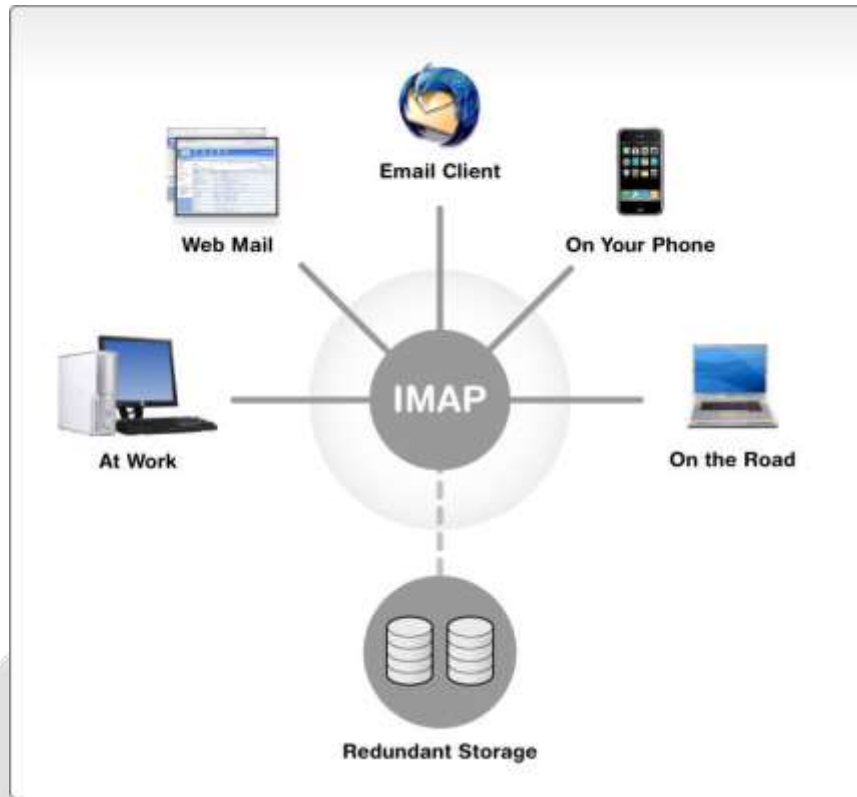 Email Client
Web Mail
On Your Phone
IMAP
At Work
On the Road
Redundant Storage